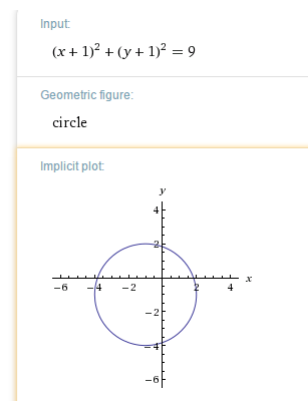 Input:
(x + 1)² + (y + 1)² = 9
Geometric figure:
circle
Implicit plot:
y
4
2
-6 -4 -2 2 4 x
-2
-4
-6